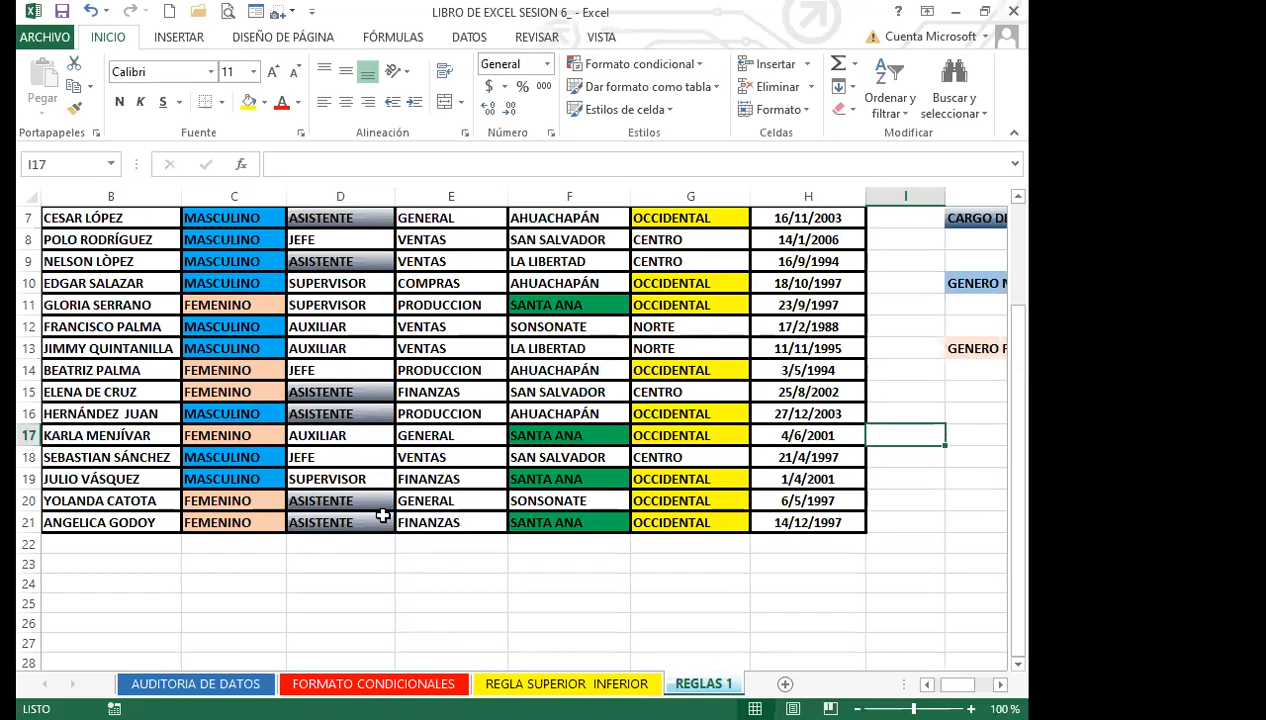 LIBRO DE EXCEL SESION 6_ - Excel
ARCHIVO INICIO INSERTAR DISEÑO DE PÁGINA FÓRMULAS DATOS REVISAR VISTA Cuenta Microsoft
Pegar
Calibri 11
N K S
General
$ % 000
Formato condicional
Dar formato como tabla
Estilos de celda
Insertar
Eliminar
Formato
Ordenar y filtrar
Buscar y seleccionar
Portapapeles Fuente Alineación Número Estilos Celdas Modificar
I17 fx
B C D E F G H I
7 CESAR LÓPEZ MASCULINO ASISTENTE GENERAL AHUACHAPÁN OCCIDENTAL 16/11/2003 CARGO DE
8 POLO RODRÍGUEZ MASCULINO JEFE VENTAS SAN SALVADOR CENTRO 14/1/2006
9 NELSON LÒPEZ MASCULINO ASISTENTE VENTAS LA LIBERTAD CENTRO 16/9/1994
10 EDGAR SALAZAR MASCULINO SUPERVISOR COMPRAS AHUACHAPÁN OCCIDENTAL 18/10/1997 GENERO
11 GLORIA SERRANO FEMENINO SUPERVISOR PRODUCCION SANTA ANA OCCIDENTAL 23/9/1997
12 FRANCISCO PALMA MASCULINO AUXILIAR VENTAS SONSONATE NORTE 17/2/1988
13 JIMMY QUINTANILLA MASCULINO AUXILIAR VENTAS LA LIBERTAD NORTE 11/11/1995 GENERO F
14 BEATRIZ PALMA FEMENINO JEFE PRODUCCION AHUACHAPÁN OCCIDENTAL 3/5/1994
15 ELENA DE CRUZ FEMENINO ASISTENTE FINANZAS SAN SALVADOR CENTRO 25/8/2002
16 HERNÁNDEZ JUAN MASCULINO ASISTENTE PRODUCCION AHUACHAPÁN OCCIDENTAL 27/12/2003
17 KARLA MENJÍVAR FEMENINO AUXILIAR GENERAL SANTA ANA OCCIDENTAL 4/6/2001
18 SEBASTIAN SÁNCHEZ MASCULINO JEFE VENTAS SAN SALVADOR CENTRO 21/4/1997
19 JULIO VÁSQUEZ MASCULINO SUPERVISOR FINANZAS SANTA ANA OCCIDENTAL 1/4/2001
20 YOLANDA CATOTA FEMENINO ASISTENTE GENERAL SONSONATE OCCIDENTAL 6/5/1997
21 ANGELICA GODOY FEMENINO ASISTENTE FINANZAS SANTA ANA OCCIDENTAL 14/12/1997
22
23
24
25
26
27
28
AUDITORIA DE DATOS FORMATO CONDICIONALES REGLA SUPERIOR INFERIOR REGLAS 1
LISTO 100 %